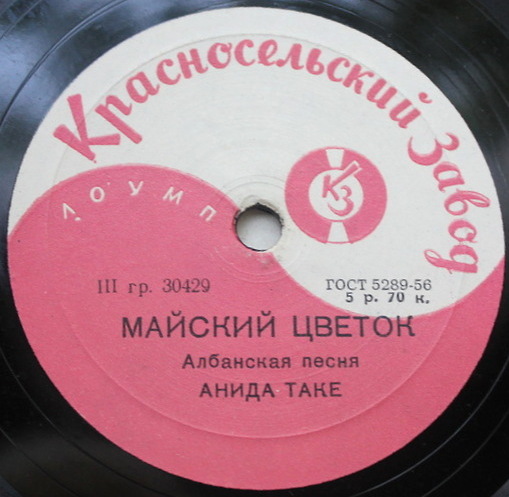 Красносельский Завод
ЛОУМП
КЗ
III гр. 30429
ГОСТ 5289-56
5 р. 70 к.
МАЙСКИЙ ЦВЕТОК
Албанская песня
АНИДА ТАКЕ